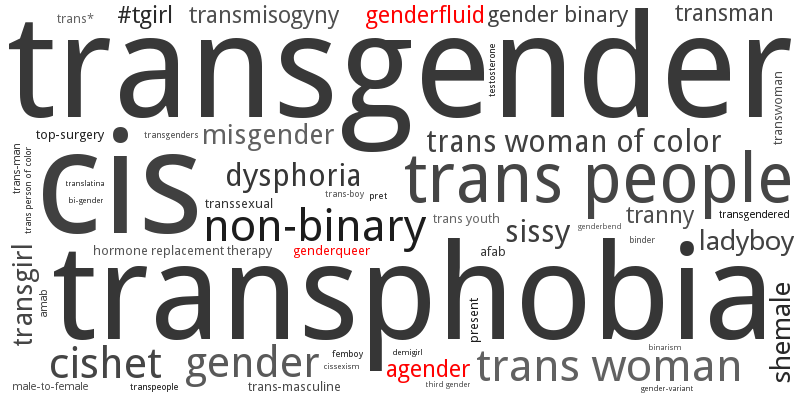 trans*
#tgirl
transmisogyny
genderfluid
gender binary
transman
transgender
testosterone
transwoman
top-surgery
transgenders
misgender
trans woman of color
trans-man
trans person of color
cis
translatina
bi-gender
dysphoria
trans-boy
pret
trans people
transsexual
non-binary
trans youth
sissy
genderbend
tranny
transgendered
binder
ladyboy
hormone replacement therapy
genderqueer
afab
transgirl
amab
transphobia
present
shemale
cishet
gender
femboy
cissexism
demigirl
agender
third gender
trans woman
binarism
gender-variant
male-to-female
transpeople
trans-masculine